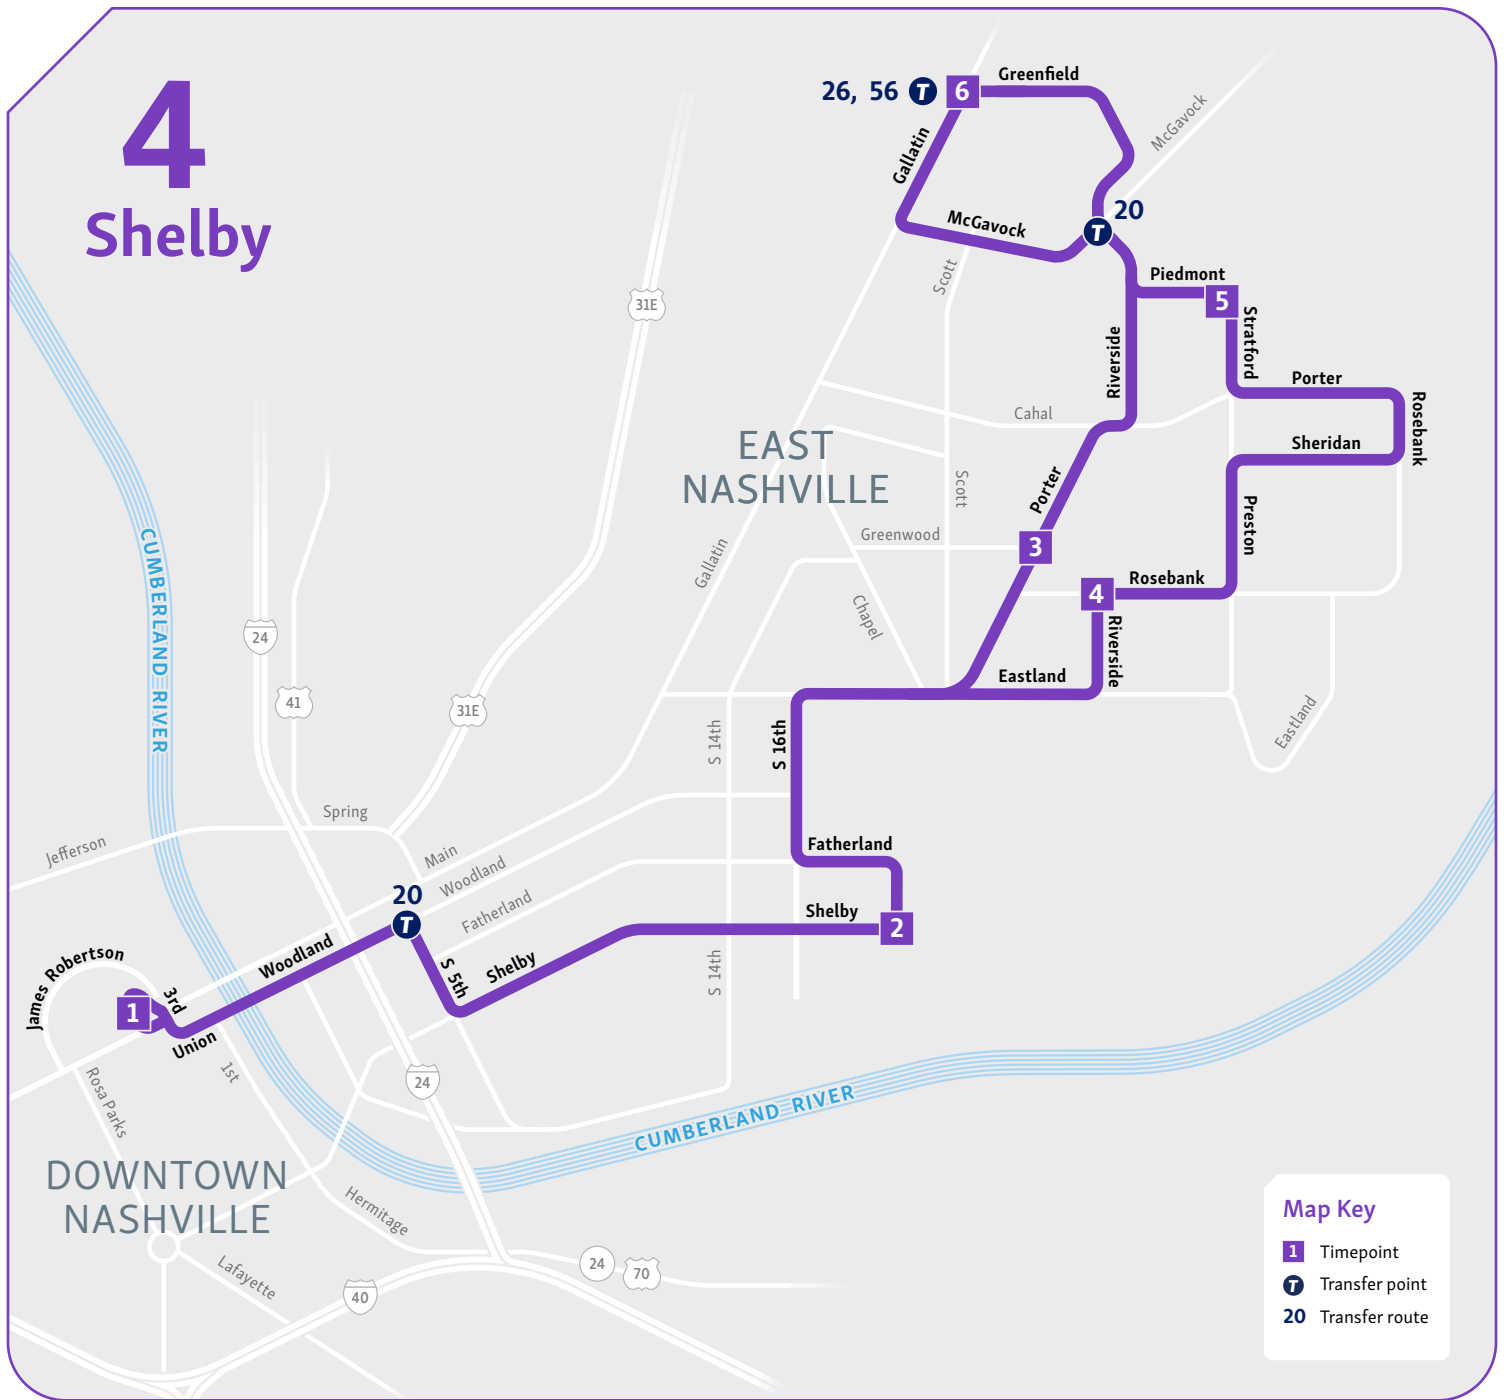 4
Shelby
26, 56 T 6
Greenfield
McGavock
Gallatin
McGavock
20
T
Scott
Piedmont
5
Stratford
31E
Riverside
Porter
Rosebank
Cahal
EAST
NASHVILLE
Sheridan
Porter
Scott
Preston
Greenwood
3
Gallatin
CUMBERLAND RIVER
Chapel
4
Rosebank
Riverside
24
41
31E
Eastland
Eastland
S 14th
S 16th
Spring
Jefferson
Main
Woodland
Fatherland
Fatherland
20
T
Shelby
2
James Robertson
Woodland
S 5th
Shelby
S 14th
1
3rd
Union
1st
24
Rosa Parks
CUMBERLAND RIVER
DOWNTOWN
NASHVILLE
Hermitage
Lafayette
24
70
40
Map Key
1 Timepoint
T Transfer point
20 Transfer route